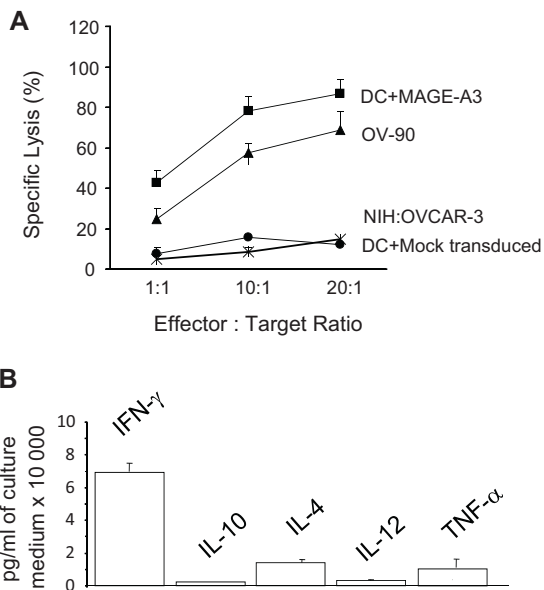 A
120
100
80
60
40
20
0
Specific Lysis (%)
DC+MAGE-A3
OV-90
NIH:OVCAR-3
DC+Mock transduced
1:1 10:1 20:1
Effector : Target Ratio
B
pg/ml of culture
medium x 10 000
10
8
6
4
2
0
IFN-γ
IL-10
IL-4
IL-12
TNF-α